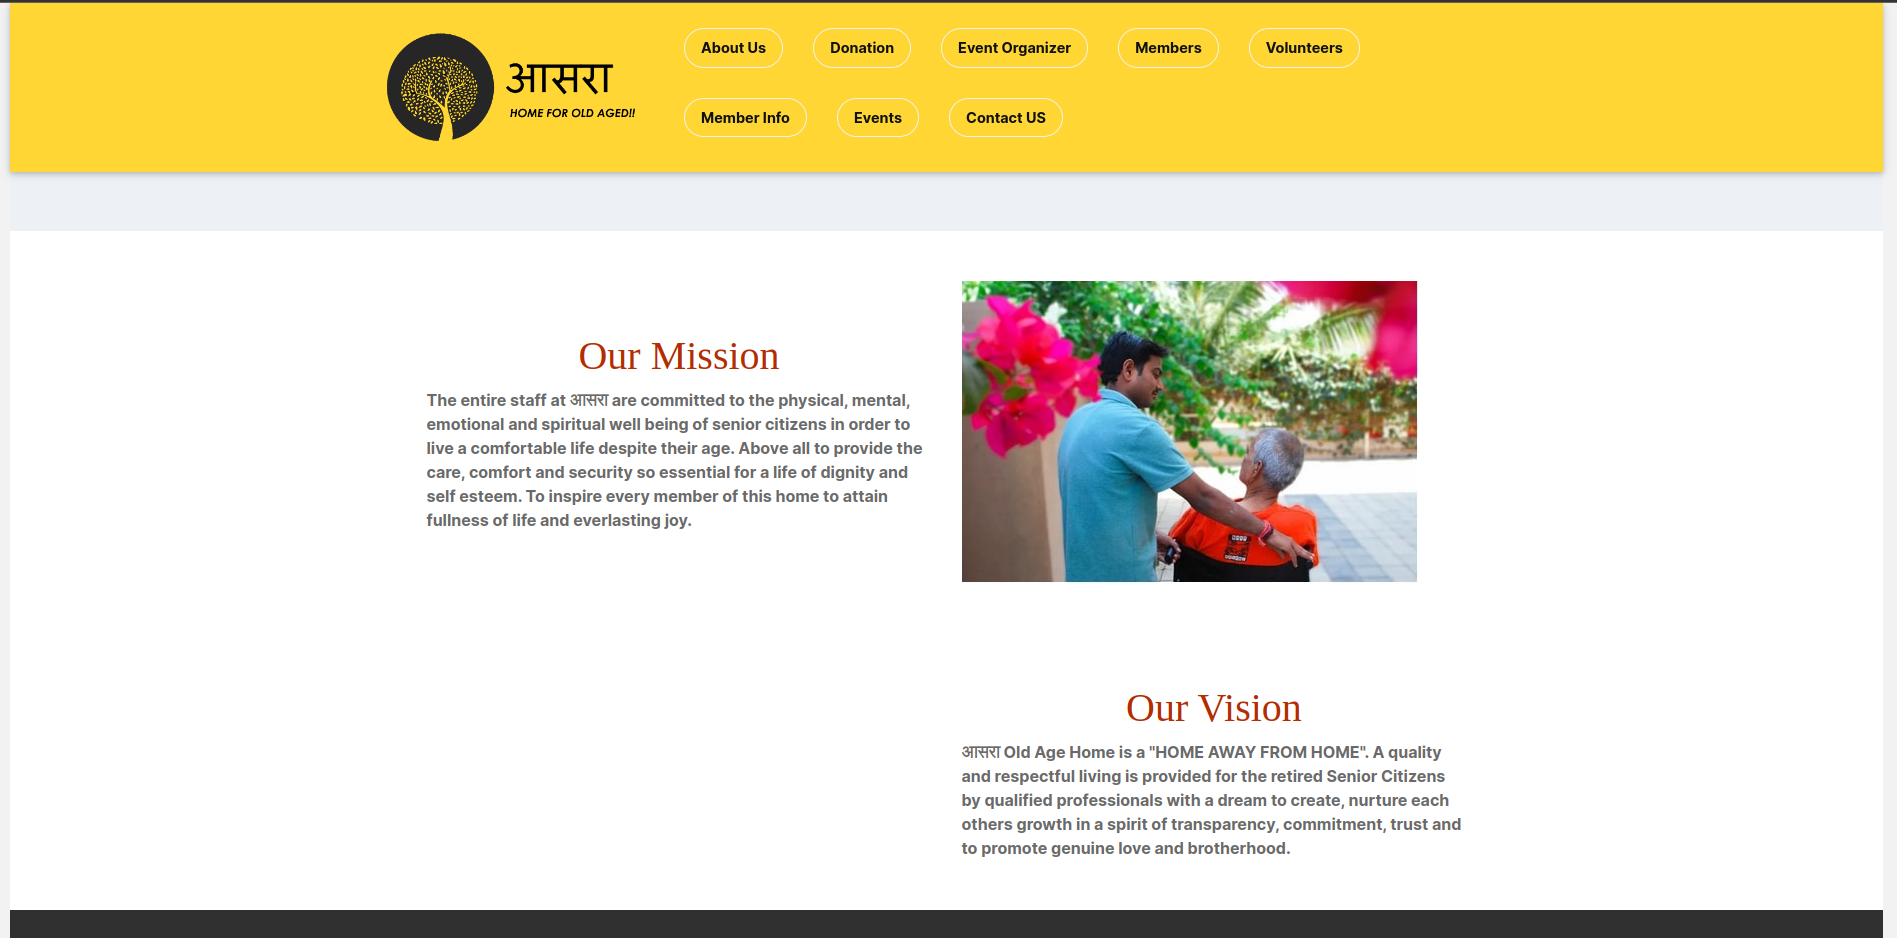 आसरा
HOME FOR OLD AGED!!
About Us
Donation
Event Organizer
Members
Volunteers
Member Info
Events
Contact US
Our Mission
The entire staff at आसरा are committed to the physical, mental,
emotional and spiritual well being of senior citizens in order to
live a comfortable life despite their age. Above all to provide the
care, comfort and security so essential for a life of dignity and
self esteem. To inspire every member of this home to attain
fullness of life and everlasting joy.
Our Vision
आसरा Old Age Home is a "HOME AWAY FROM HOME". A quality
and respectful living is provided for the retired Senior Citizens
by qualified professionals with a dream to create, nurture each
others growth in a spirit of transparency, commitment, trust and
to promote genuine love and brotherhood.